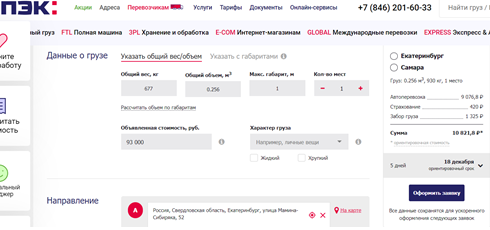 ПЭК:
Акции Адреса Перевозчикам Услуги Тарифы Документы Онлайн-сервисы +7 (846) 201-60-33 Найти груз /
ный груз FTL Полная машина 3PL Хранение и обработка E-COM Интернет-магазинам GLOBAL Международные перевозки EXPRESS Экспресс & A
Данные о грузе Указать общий вес/объем Указать с габаритами
Общий вес, кг Общий объем, м3 Макс. габарит, м Кол-во мест
677 0.256 1 1
Рассчитать объем по габаритам
Объявленная стоимость, руб. Характер груза
93 000 Например, личные вещи
Жидкий Хрупкий
Направление
A Россия, Свердловская область, Екатеринбург, улица Мамина-Сибиряка, 52 На карте
Екатеринбург
Самара
Груз: 0.256 м3, 930 кг, 1 место
Автоперевозка 9 076,8 ₽
Страхование 420 ₽
Забор груза 1 325 ₽
Сумма 10 821,8 ₽*
* ориентировочная стоимость
5 дней 18 декабря
ориентировочный срок
Оформить заявку
Все данные сохранятся для ускоренного
оформления следующих заявок